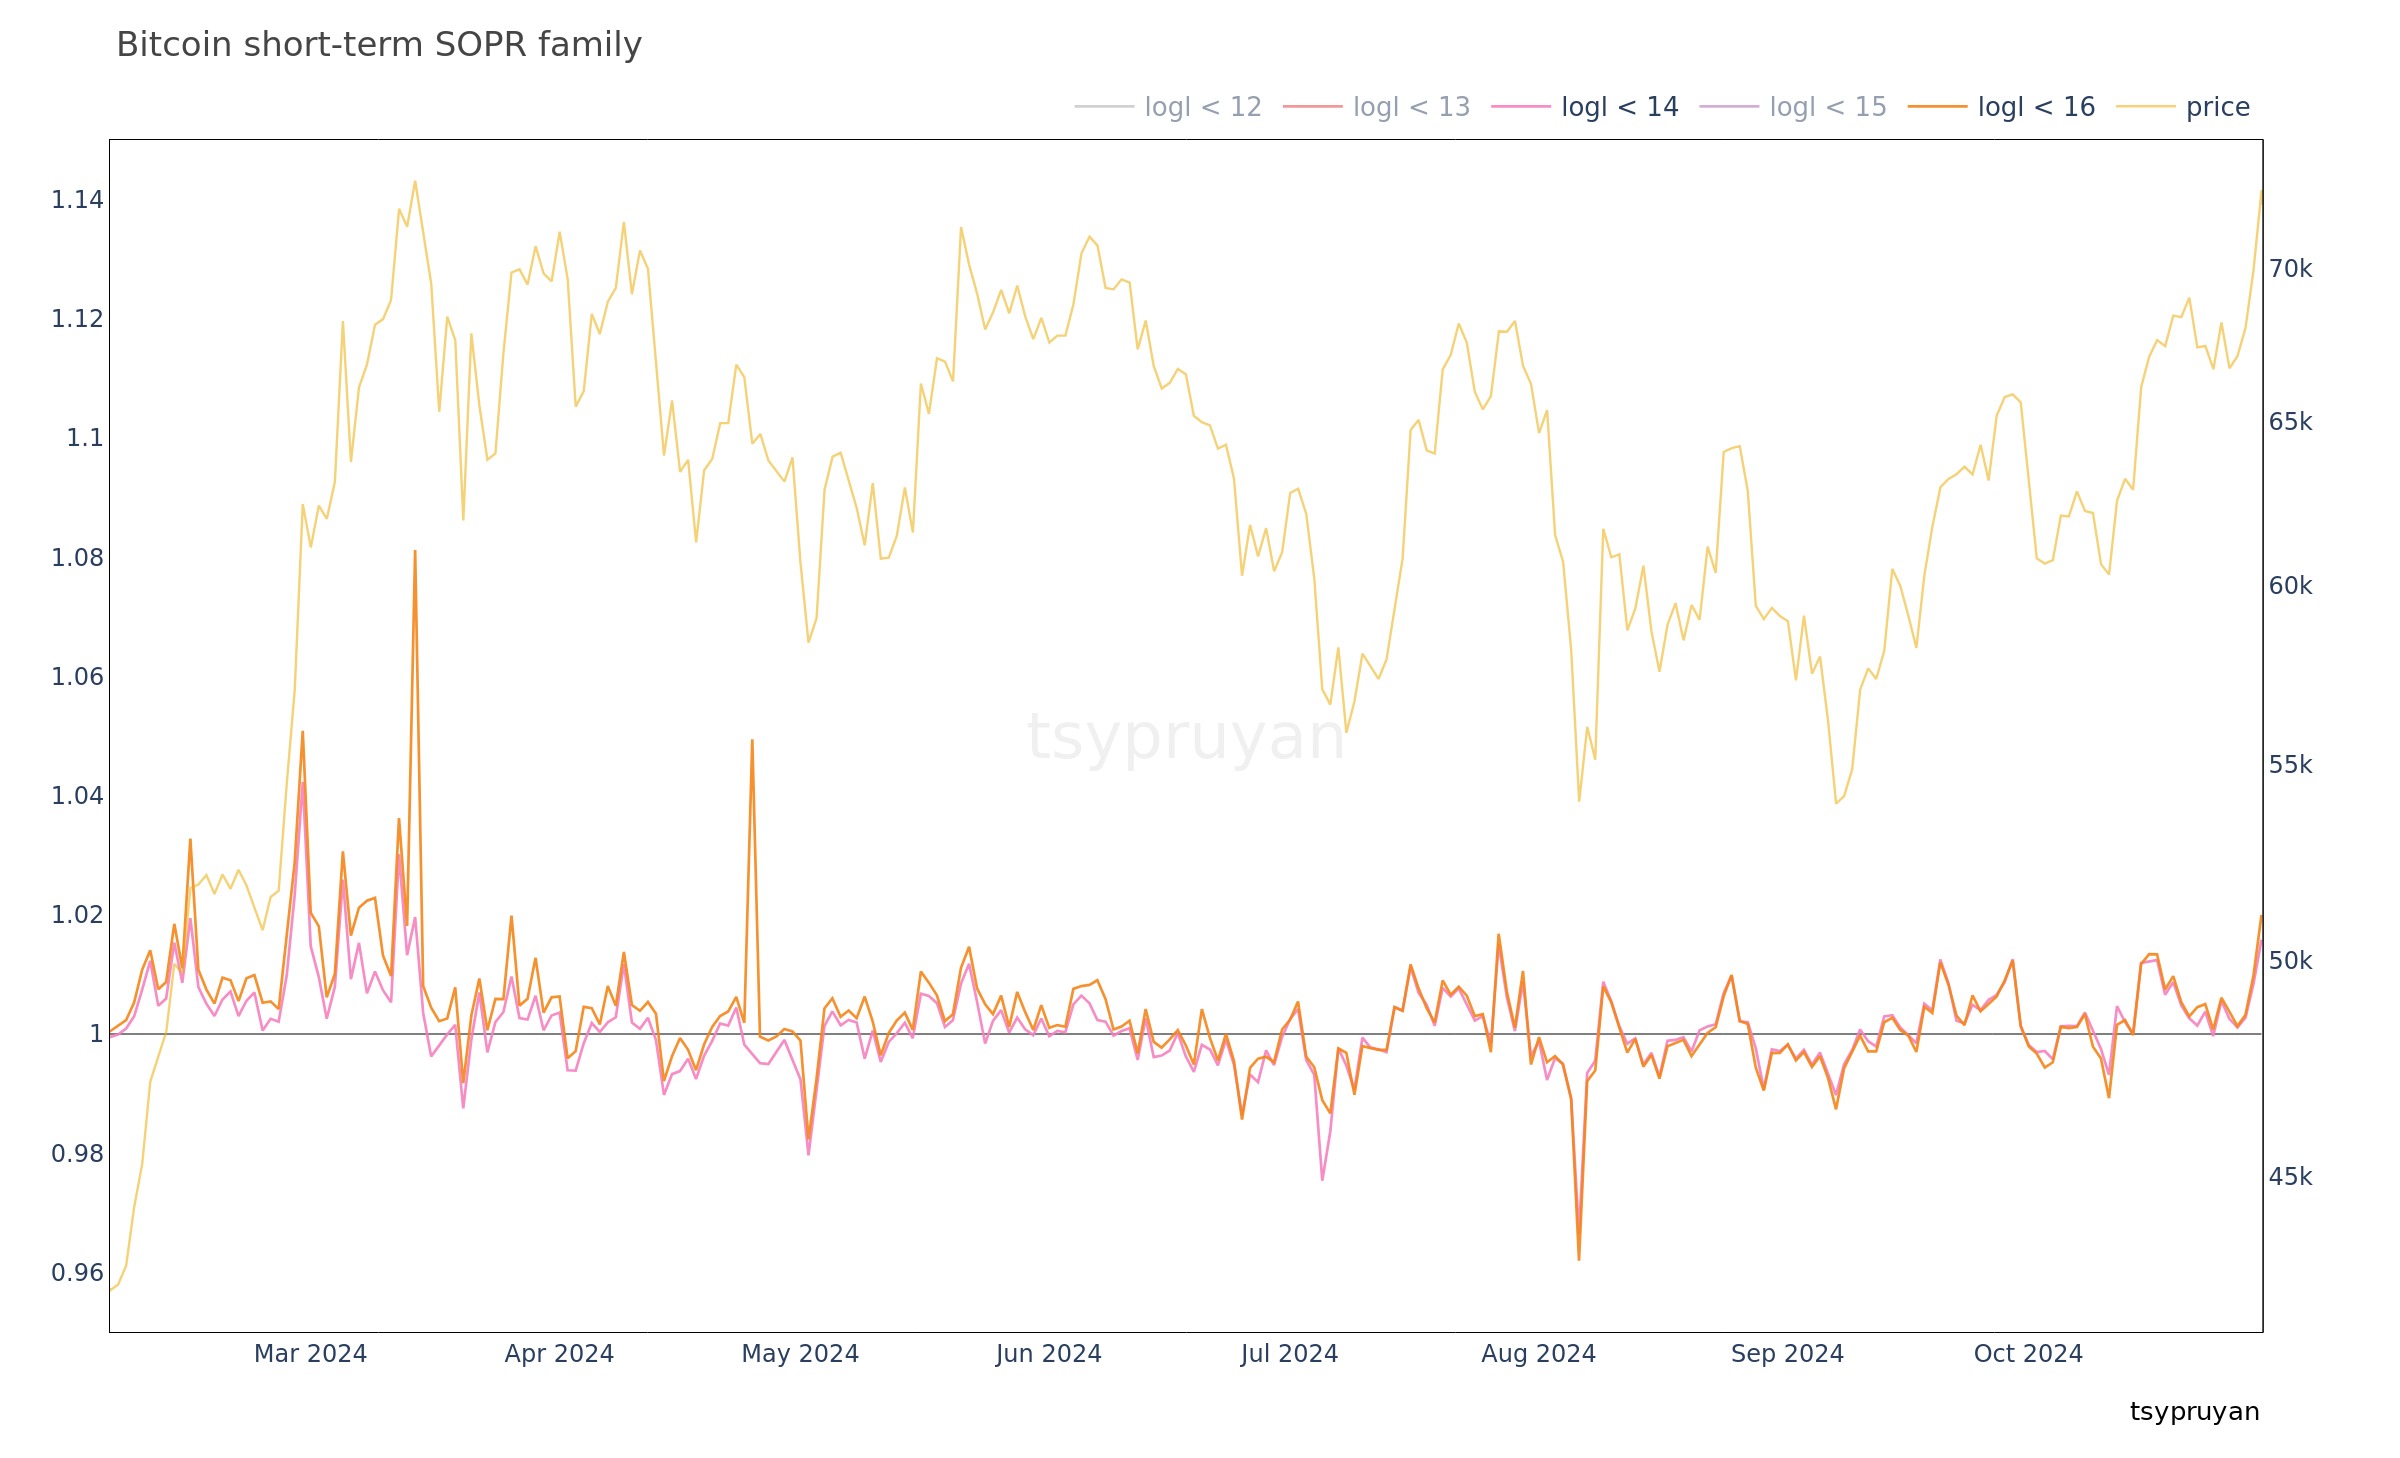 Bitcoin short-term SOPR family
logl < 12 logl < 13 logl < 14 logl < 15 logl < 16 price
1.14
1.12
1.1
1.08
1.06
1.04
1.02
1
0.98
0.96
70k
65k
60k
55k
50k
45k
tsypruyan
Mar 2024 Apr 2024 May 2024 Jun 2024 Jul 2024 Aug 2024 Sep 2024 Oct 2024
tsypruyan